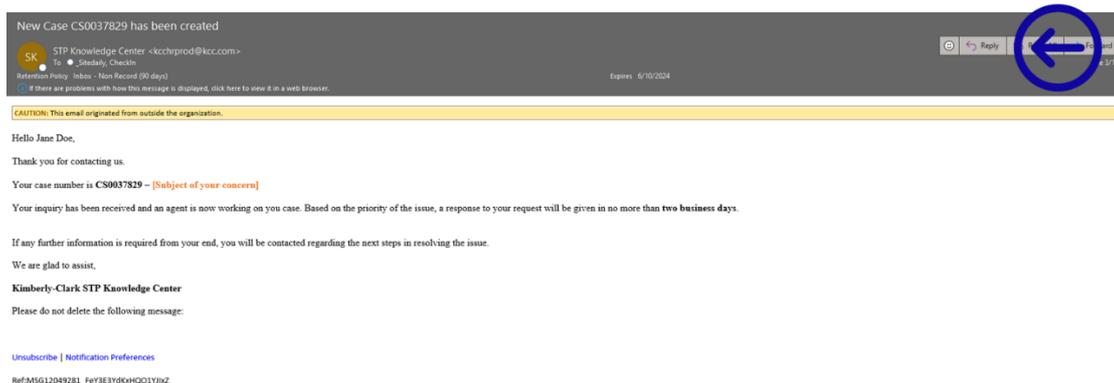 New Case CS0037829 has been created
SK
STP Knowledge Center <kcchrprod@kcc.com>
Reply
To _Sitedaily, CheckIn
Retention Policy Inbox - Non Record (90 days)
Expires 6/10/2024
If there are problems with how this message is displayed, click here to view it in a web browser.
CAUTION: This email originated from outside the organization.
Hello Jane Doe,
Thank you for contacting us.
Your case number is CS0037829 – [Subject of your concern]
Your inquiry has been received and an agent is now working on you case. Based on the priority of the issue, a response to your request will be given in no more than two business days.
If any further information is required from your end, you will be contacted regarding the next steps in resolving the issue.
We are glad to assist,
Kimberly-Clark STP Knowledge Center
Please do not delete the following message:
Unsubscribe | Notification Preferences